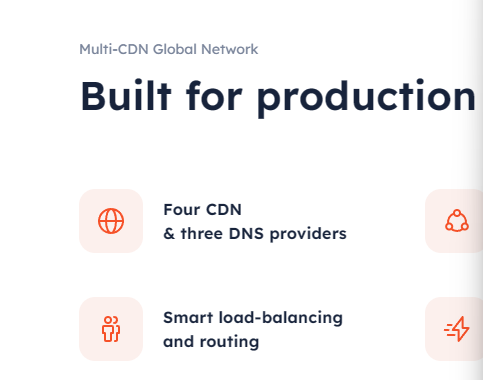 Multi-CDN Global Network
Built for production
Four CDN
& three DNS providers
Smart load-balancing
and routing